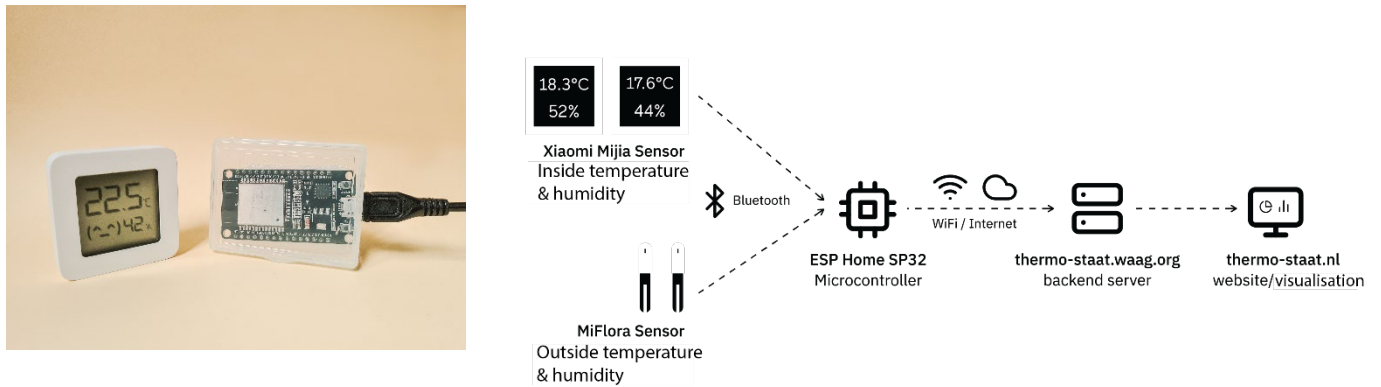 22.5
(^_^) 42 %
18.3°C
52%
17.6°C
44%
Xiaomi Mijia Sensor
Inside temperature
& humidity
Bluetooth
MiFlora Sensor
Outside temperature
& humidity
ESP Home SP32
Microcontroller
WiFi / Internet
thermo-staat.waag.org
backend server
thermo-staat.nl
website/visualisation